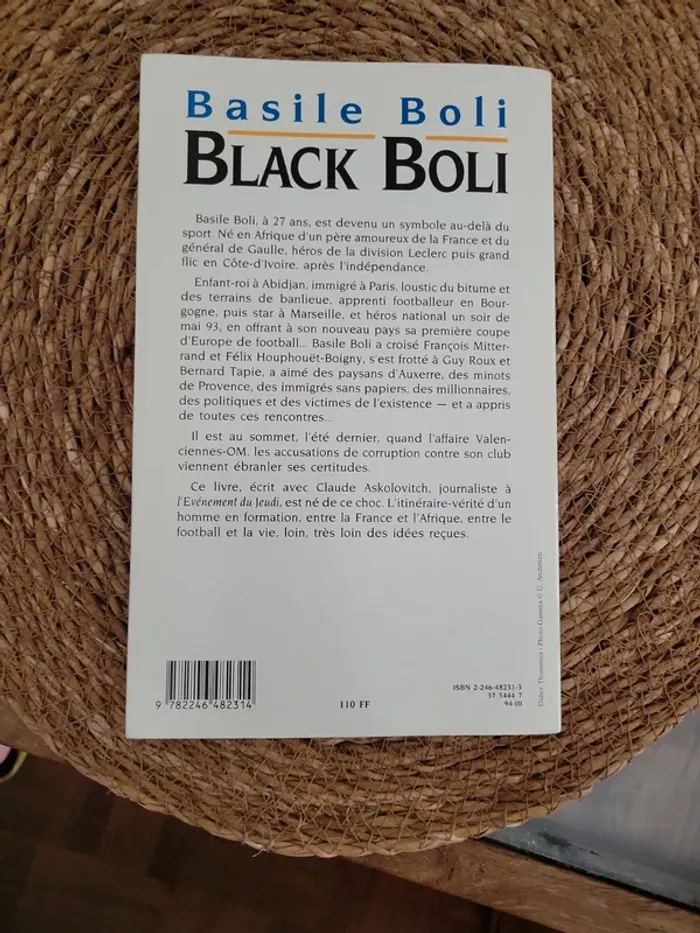 Basile Boli
BLACK BOLI
Basile Boli, à 27 ans, est devenu un symbole au-delà du
sport. Né en Afrique d'un père amoureux de la France et du
général de Gaulle, héros de la division Leclerc puis grand
flic en Côte-d'Ivoire, après l'indépendance.
Enfant-roi à Abidjan, immigré à Paris, loustic du bitume et
des terrains de banlieue, apprenti footballeur en Bour-
gogne, puis star à Marseille, et héros national un soir de
mai 93, en offrant à son nouveau pays sa première coupe
d'Europe de football... Basile Boli a croisé François Mitter-
rand et Félix Houphouët-Boigny, s'est frotté à Guy Roux et
Bernard Tapie, a aimé des paysans d'Auxerre, des minots
de Provence, des immigrés sans papiers, des millionnaires,
des politiques et des victimes de l'existence — et a appris
de toutes ces rencontres...
Il est au sommet, l'été dernier, quand l'affaire Valen-
ciennes-OM, les accusations de corruption contre son club
viennent ébranler ses certitudes.
Ce livre, écrit avec Claude Askolovitch, journaliste à
l'Evénement du Jeudi, est né de ce choc. L'itinéraire-vérité d'un
homme en formation, entre la France et l'Afrique, entre le
football et la vie, loin, très loin des idées reçues.
9 782246 482314
110 FF
ISBN 2-246-48231-3
37 5444 7
94-III
Didier Thimonier / Photo Gamma © U. Andersen